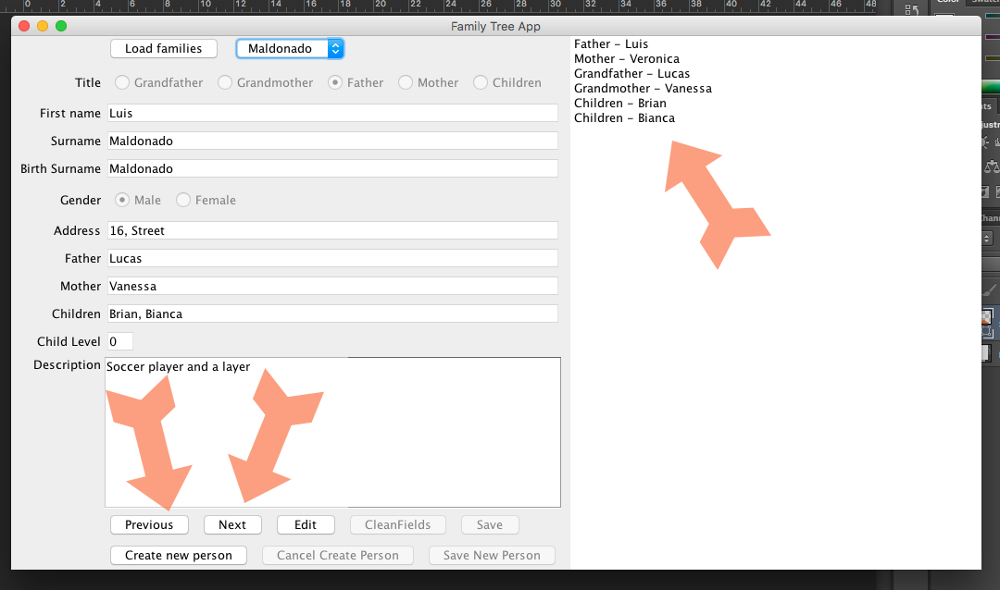 0 2 4 6 8 10 12 14 16 18 20 22 24 26 28 30 32 34 36 38 40 42 44 46 48
Color
Family Tree App
Load families Maldonado
Title Grandfather Grandmother Father Mother Children
First name Luis
Surname Maldonado
Birth Surname Maldonado
Gender Male Female
Address 16, Street
Father Lucas
Mother Vanessa
Children Brian, Bianca
Child Level 0
Description Soccer player and a layer
Previous Next Edit CleanFields Save
Create new person Cancel Create Person Save New Person
Father - Luis
Mother - Veronica
Grandfather - Lucas
Grandmother - Vanessa
Children - Brian
Children - Bianca